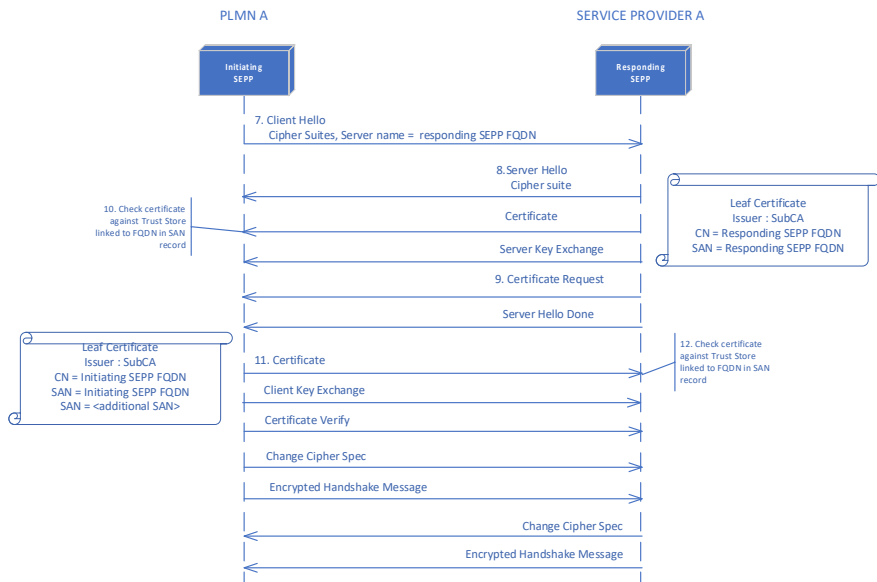 PLMN A
SERVICE PROVIDER A
Initiating
SEPP
Responding
SEPP
7. Client Hello
Cipher Suites, Server name = responding SEPP FQDN
8.Server Hello
Cipher suite
10. Check certificate
against Trust Store
linked to FQDN in SAN
record
Certificate
Leaf Certificate
Issuer : SubCA
CN = Responding SEPP FQDN
SAN = Responding SEPP FQDN
Server Key Exchange
9. Certificate Request
Server Hello Done
Leaf Certificate
Issuer : SubCA
CN = Initiating SEPP FQDN
SAN = Initiating SEPP FQDN
SAN = <additional SAN>
11. Certificate
12. Check certificate
against Trust Store
linked to FQDN in SAN
record
Client Key Exchange
Certificate Verify
Change Cipher Spec
Encrypted Handshake Message
Change Cipher Spec
Encrypted Handshake Message